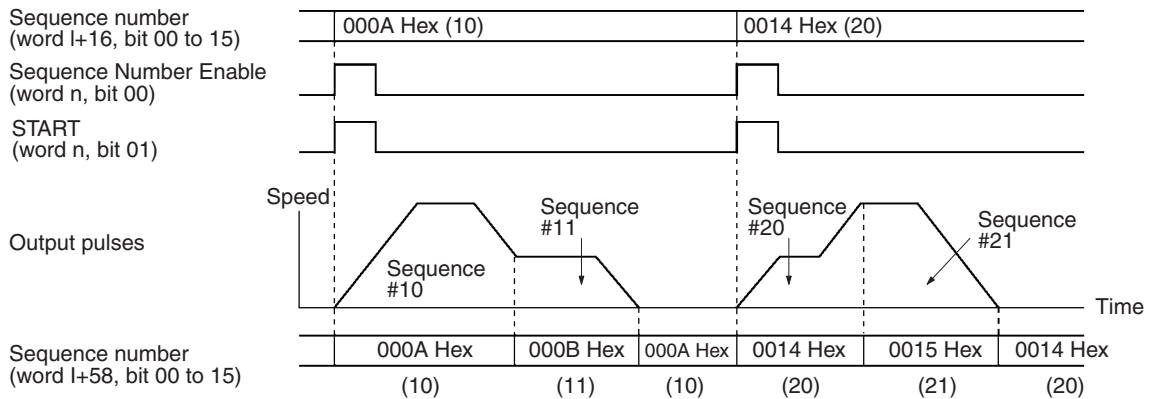 Sequence number
(word l+16, bit 00 to 15)
000A Hex (10)
0014 Hex (20)
Sequence Number Enable
(word n, bit 00)
START
(word n, bit 01)
Speed
Output pulses
Sequence
#10
Sequence
#11
Sequence
#20
Sequence
#21
Time
Sequence number
(word l+58, bit 00 to 15)
000A Hex
000B Hex
000A Hex
0014 Hex
0015 Hex
0014 Hex
(10)
(11)
(10)
(20)
(21)
(20)